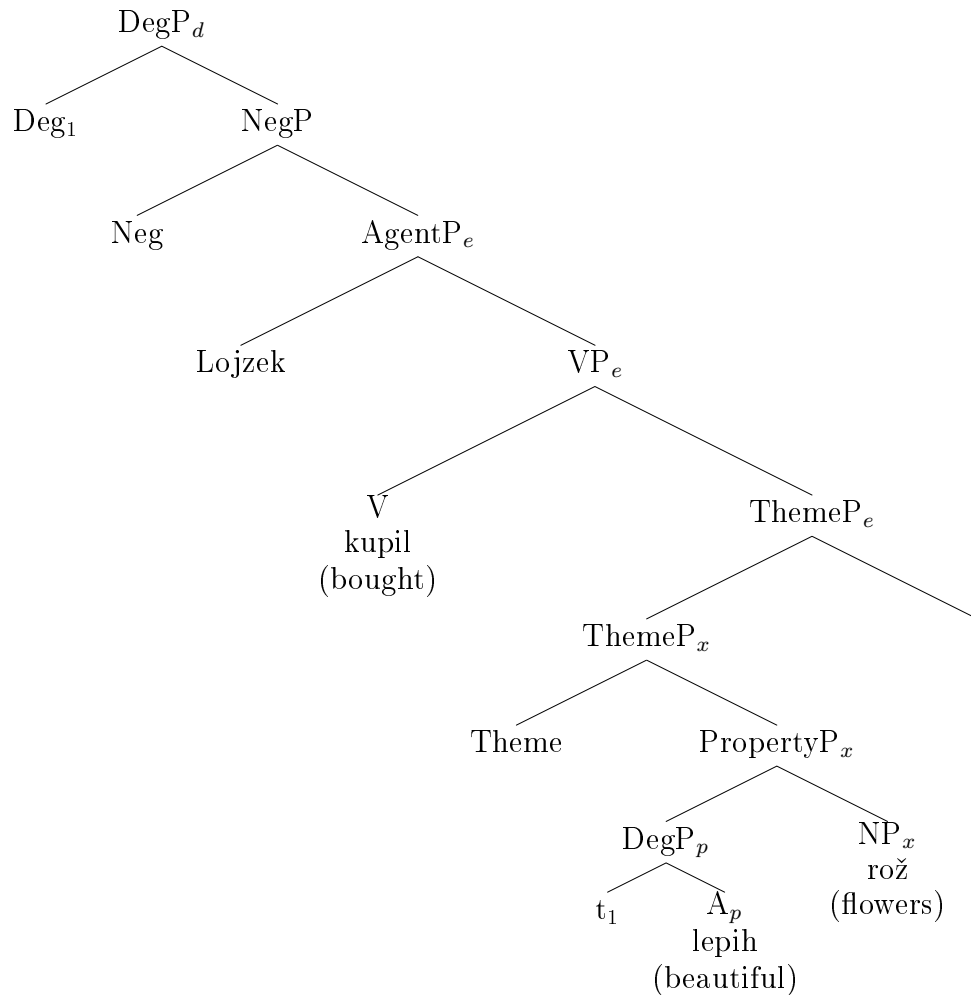 DegP_d
Deg_1 NegP
Neg AgentP_e
Lojzek VP_e
V ThemeP_e
kupil
(bought)
ThemeP_x
Theme PropertyP_x
DegP_p NP_x
rož
(flowers)
t_1 A_p
lepih
(beautiful)